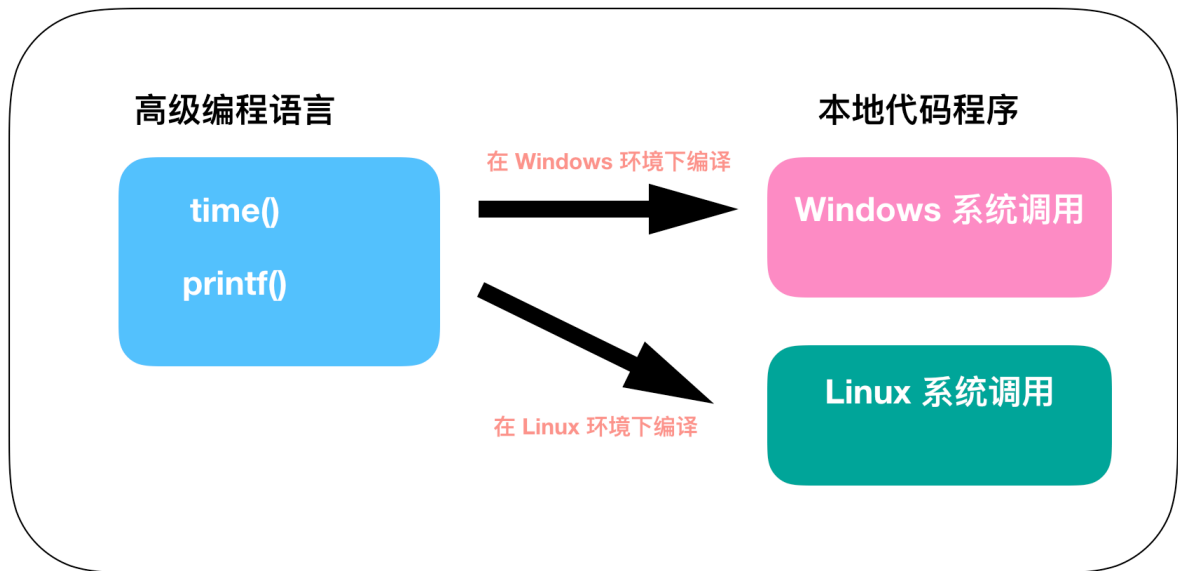 高级编程语言
本地代码程序
在 Windows 环境下编译
time()
printf()
Windows 系统调用
Linux 系统调用
在 Linux 环境下编译